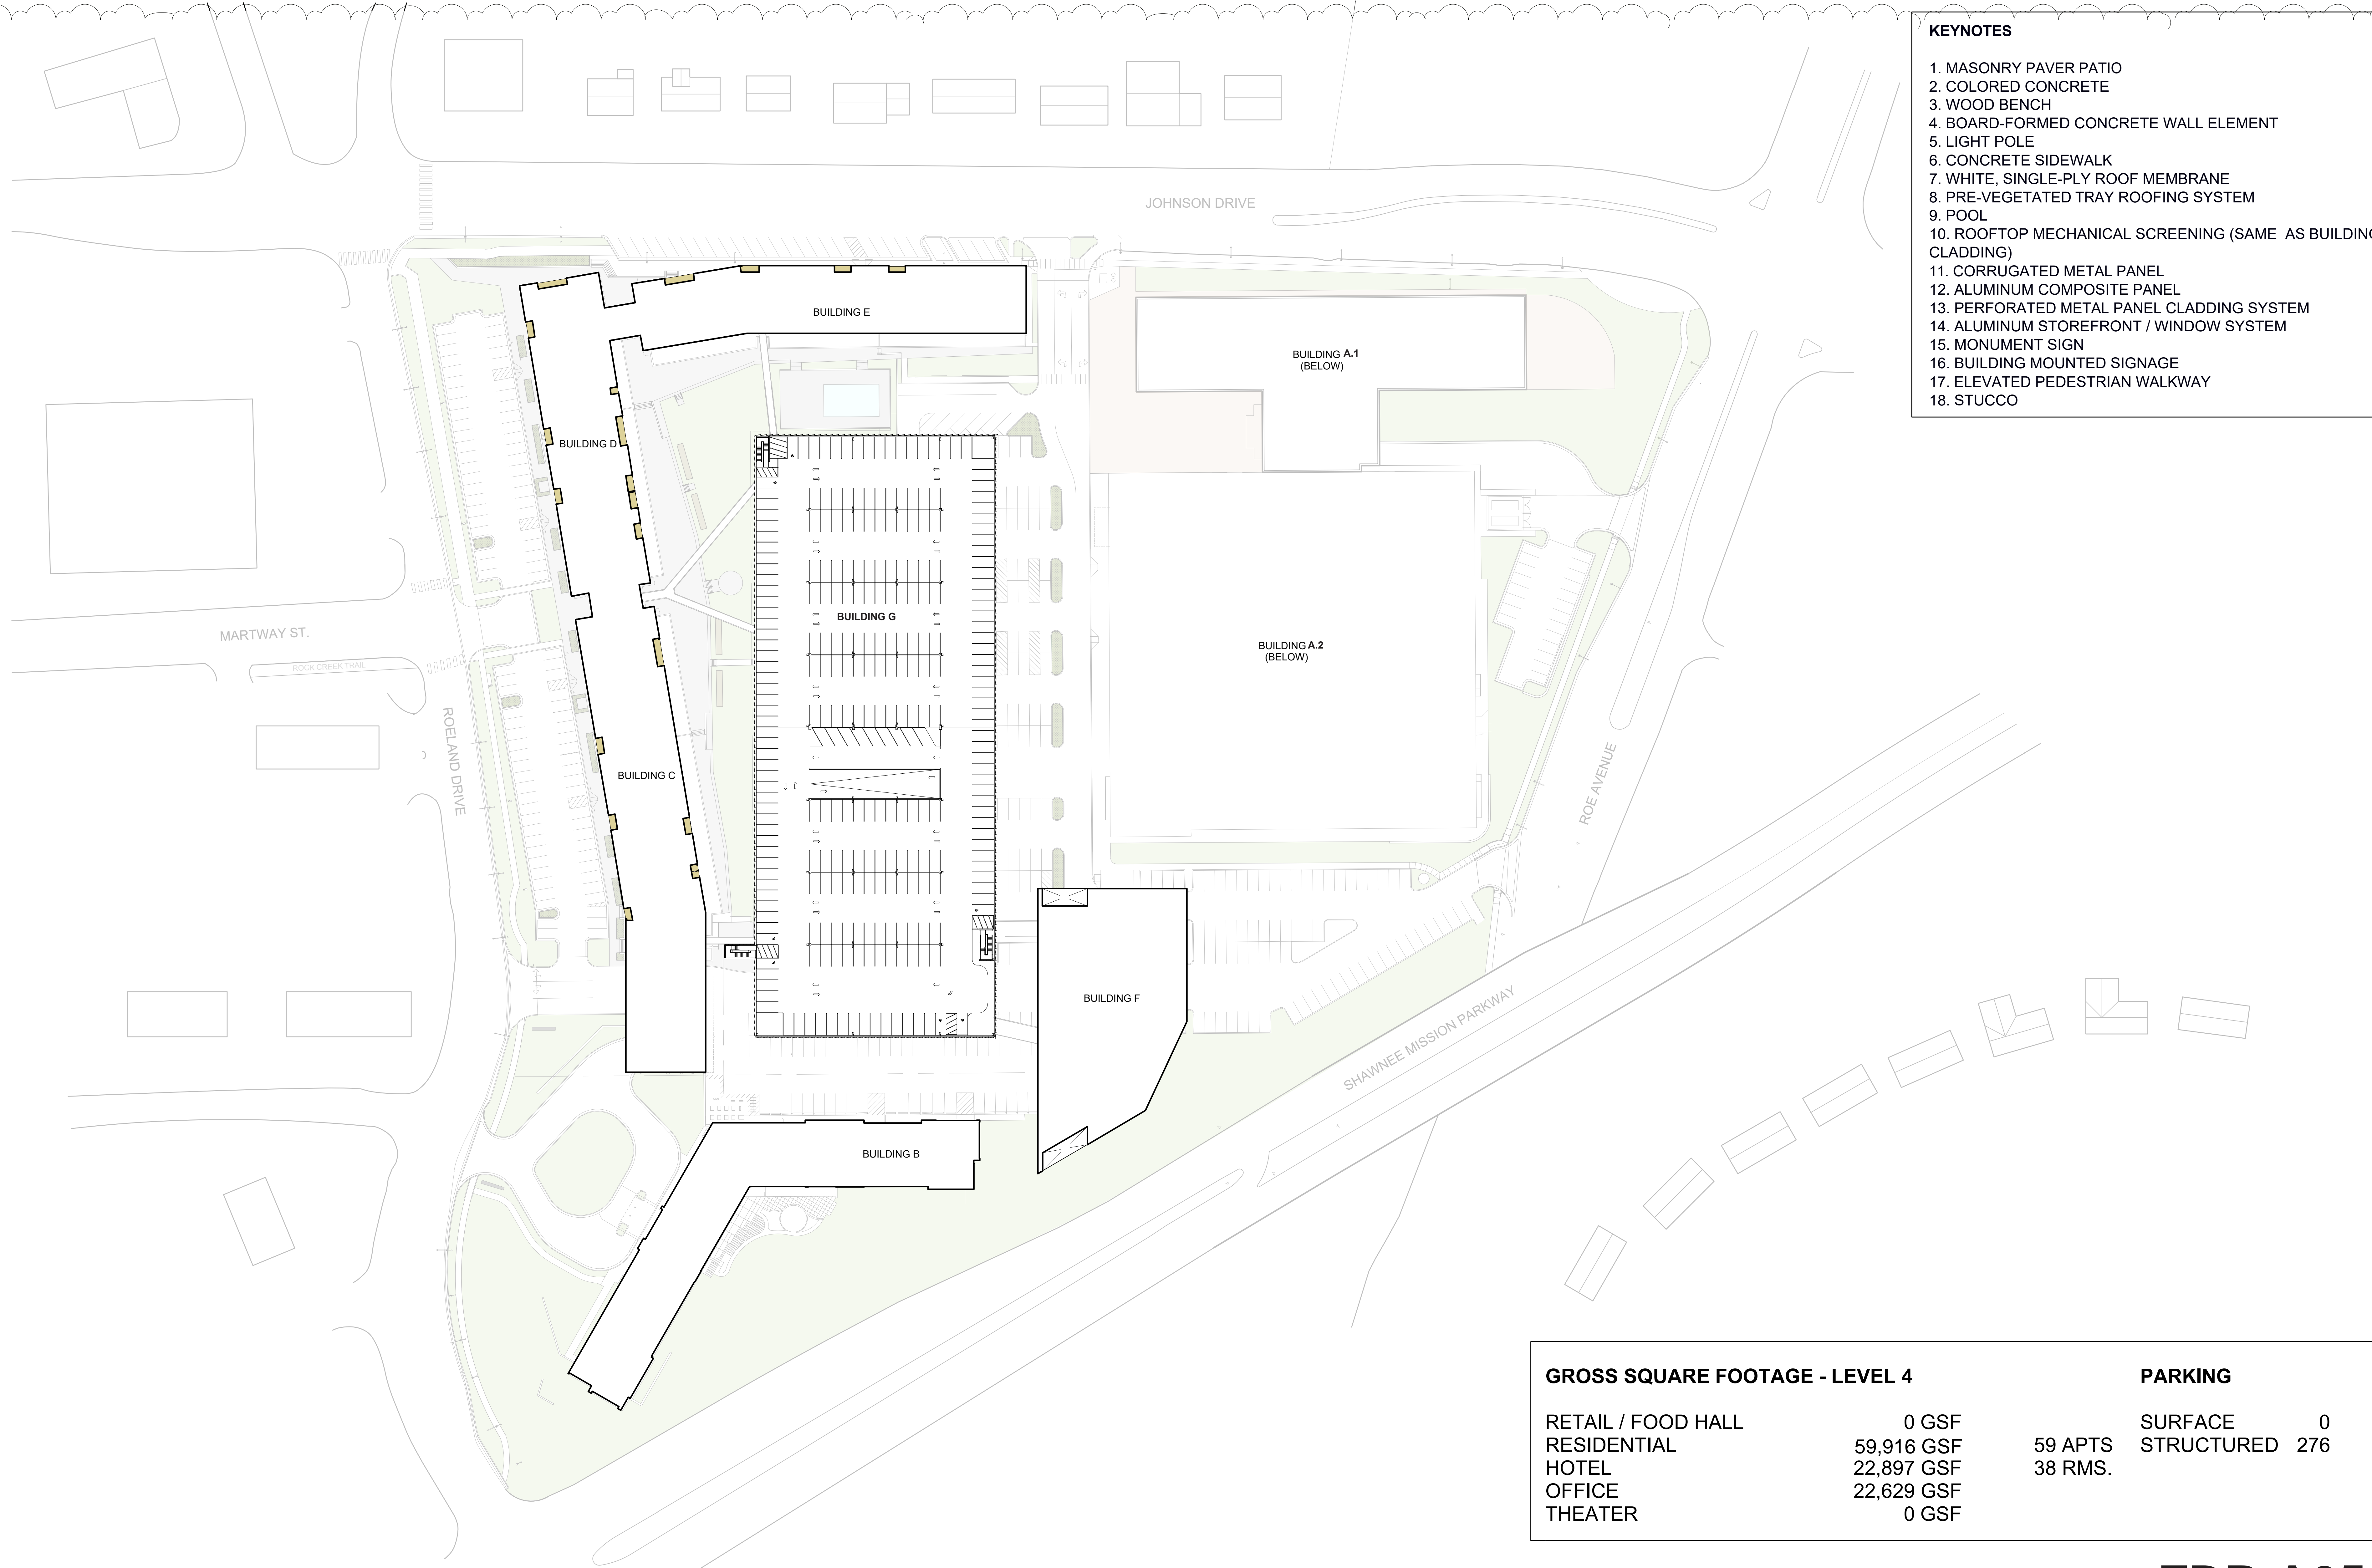 KEYNOTES
1. MASONRY PAVER PATIO
2. COLORED CONCRETE
3. WOOD BENCH
4. BOARD-FORMED CONCRETE WALL ELEMENT
5. LIGHT POLE
6. CONCRETE SIDEWALK
7. WHITE, SINGLE-PLY ROOF MEMBRANE
8. PRE-VEGETATED TRAY ROOFING SYSTEM
9. POOL
10. ROOFTOP MECHANICAL SCREENING (SAME AS BUILDING
CLADDING)
11. CORRUGATED METAL PANEL
12. ALUMINUM COMPOSITE PANEL
13. PERFORATED METAL PANEL CLADDING SYSTEM
14. ALUMINUM STOREFRONT / WINDOW SYSTEM
15. MONUMENT SIGN
16. BUILDING MOUNTED SIGNAGE
17. ELEVATED PEDESTRIAN WALKWAY
18. STUCCO
JOHNSON DRIVE
BUILDING E
BUILDING A.1
(BELOW)
BUILDING D
BUILDING G
MARTWAY ST.
ROCK CREEK TRAIL
BUILDING A.2
(BELOW)
ROELAND DRIVE
BUILDING C
ROE AVENUE
BUILDING F
SHAWNEE MISSION PARKWAY
BUILDING B
GROSS SQUARE FOOTAGE - LEVEL 4 PARKING
RETAIL / FOOD HALL 0 GSF SURFACE 0
RESIDENTIAL 59,916 GSF 59 APTS STRUCTURED 276
HOTEL 22,897 GSF 38 RMS.
OFFICE 22,629 GSF
THEATER 0 GSF